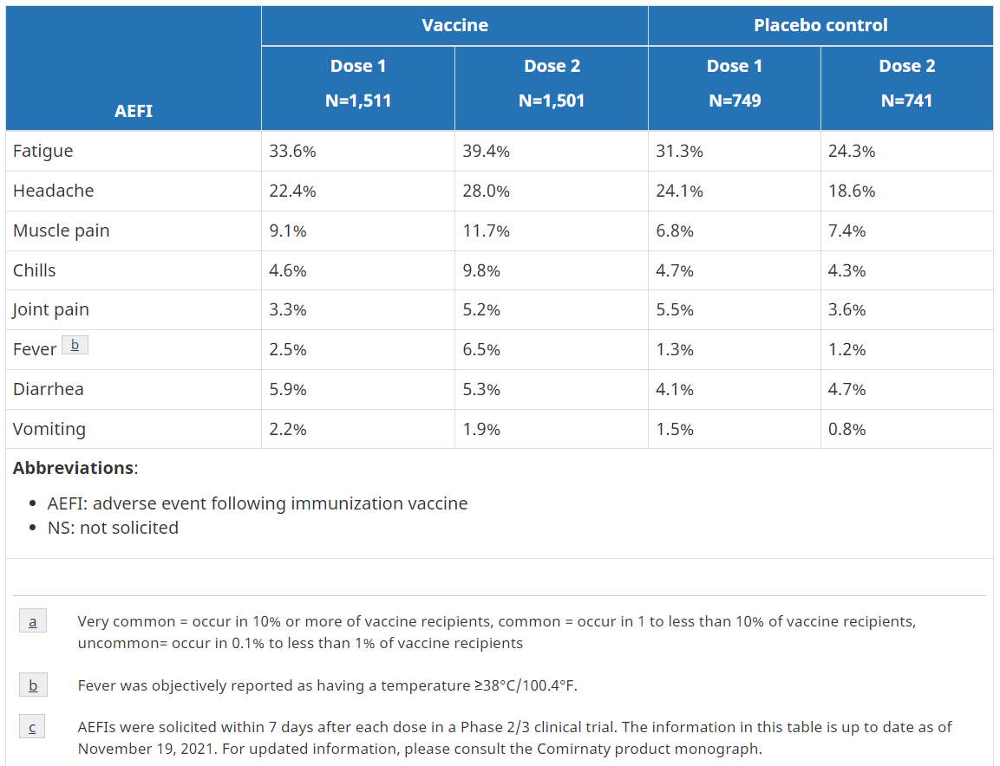 Vaccine Placebo control
Dose 1 Dose 2 Dose 1 Dose 2
N=1,511 N=1,501 N=749 N=741
AEFI
Fatigue 33.6% 39.4% 31.3% 24.3%
Headache 22.4% 28.0% 24.1% 18.6%
Muscle pain 9.1% 11.7% 6.8% 7.4%
Chills 4.6% 9.8% 4.7% 4.3%
Joint pain 3.3% 5.2% 5.5% 3.6%
Fever b 2.5% 6.5% 1.3% 1.2%
Diarrhea 5.9% 5.3% 4.1% 4.7%
Vomiting 2.2% 1.9% 1.5% 0.8%
Abbreviations:
• AEFI: adverse event following immunization vaccine
• NS: not solicited
a Very common = occur in 10% or more of vaccine recipients, common = occur in 1 to less than 10% of vaccine recipients,
uncommon= occur in 0.1% to less than 1% of vaccine recipients
b Fever was objectively reported as having a temperature ≥38°C/100.4°F.
c AEFIs were solicited within 7 days after each dose in a Phase 2/3 clinical trial. The information in this table is up to date as of
November 19, 2021. For updated information, please consult the Comirnaty product monograph.